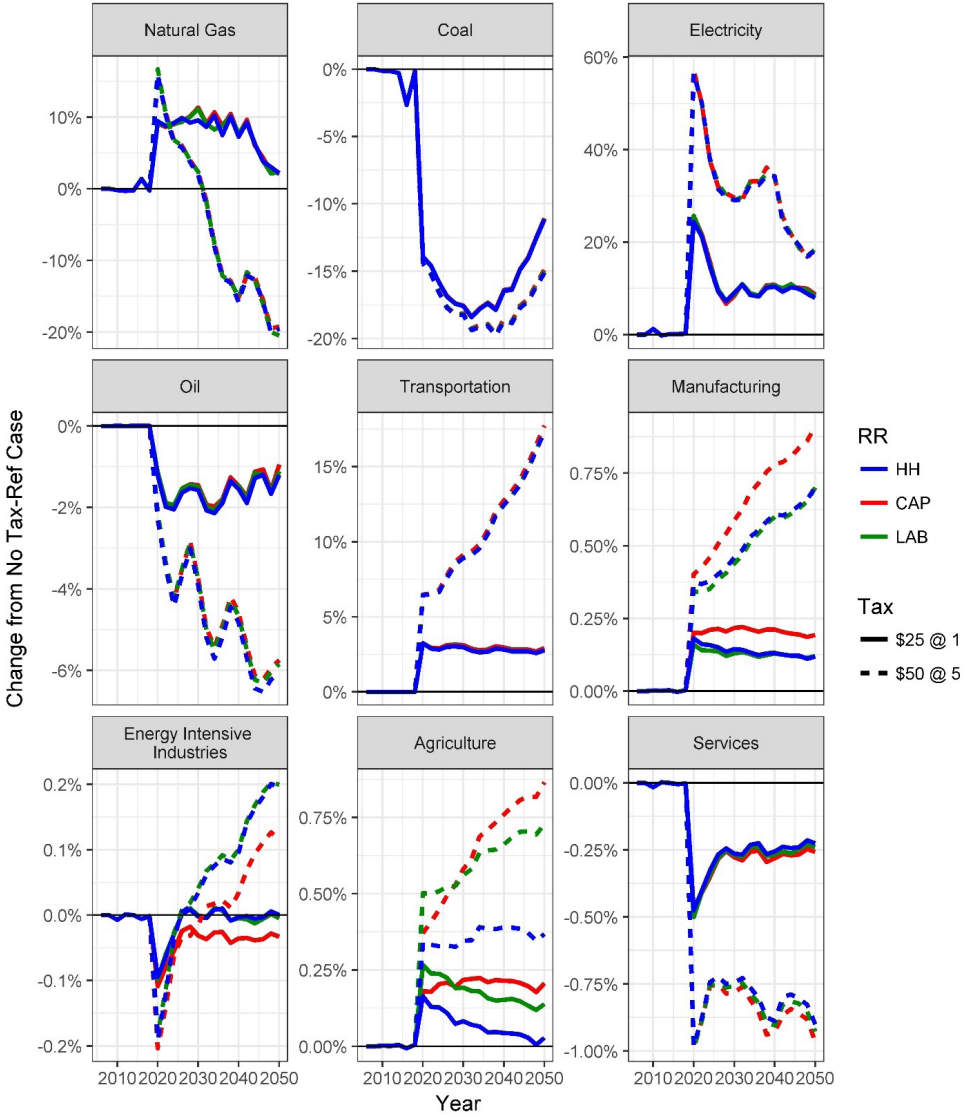 Natural Gas
Coal
Electricity
10%
0%
-10%
-20%
0%
-5%
-10%
-15%
-20%
60%
40%
20%
0%
Oil
Transportation
Manufacturing
0%
-2%
-4%
-6%
15%
10%
5%
0%
0.75%
0.50%
0.25%
0.00%
Energy Intensive
Industries
Agriculture
Services
0.2%
0.1%
0.0%
-0.1%
-0.2%
0.75%
0.50%
0.25%
0.00%
0.00%
-0.25%
-0.50%
-0.75%
-1.00%
2010 2020 2030 2040 2050
2010 2020 2030 2040 2050
2010 2020 2030 2040 2050
Year
Change from No Tax-Ref Case
RR
HH
CAP
LAB
Tax
$25 @ 1
$50 @ 5